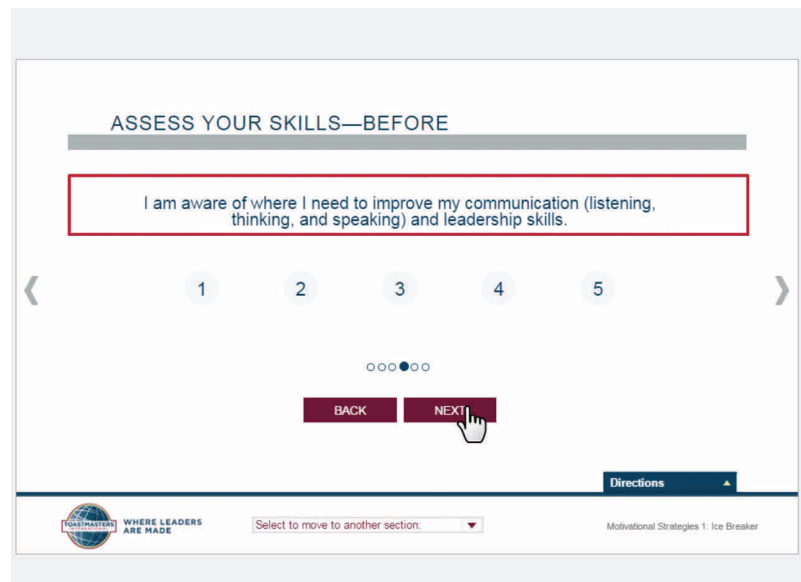 ASSESS YOUR SKILLS—BEFORE
I am aware of where I need to improve my communication (listening,
thinking, and speaking) and leadership skills.
1 2 3 4 5
BACK NEXT
Directions
TOASTMASTERS
INTERNATIONAL
WHERE LEADERS
ARE MADE
Select to move to another section:
Motivational Strategies 1: Ice Breaker